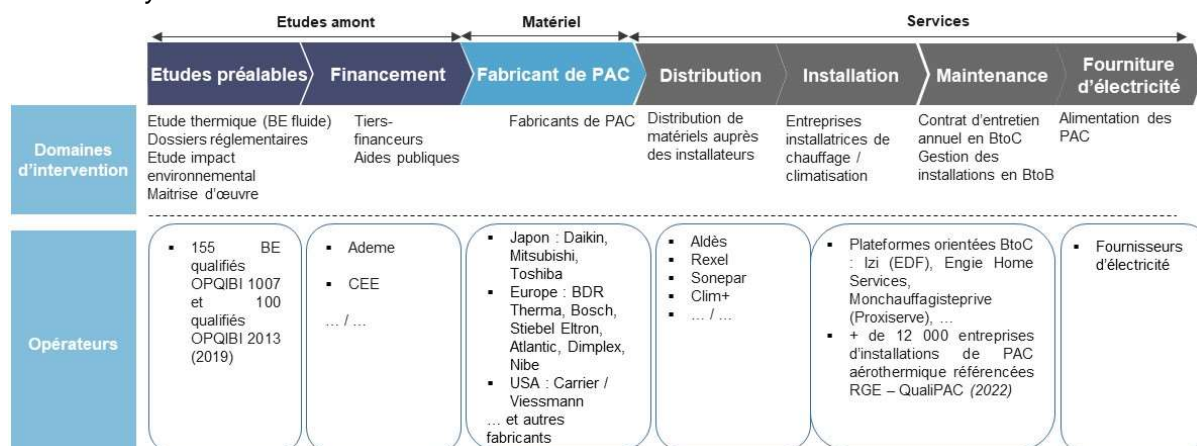 Etudes amont
Matériel
Services
Etudes préalables
Financement
Fabricant de PAC
Distribution
Installation
Maintenance
Fourniture
d'électricité
Domaines
d'intervention
Etude thermique (BE fluide)
Dossiers réglementaires
Etude impact
environnemental
Maitrise d'œuvre
Tiers-
financeurs
Aides publiques
Fabricants de PAC
Distribution de
matériels auprès
des installateurs
Entreprises
installatrices de
chauffage /
climatisation
Contrat d'entretien
annuel en BtoC
Gestion des
installations en BtoB
Alimentation des
PAC
Opérateurs
▪ 155 BE
qualifiés
OPQIBI 1007
et 100
qualifiés
OPQIBI 2013
(2019)
▪ Ademe
▪ CEE
... / ...
▪ Japon : Daikin,
Mitsubishi,
Toshiba
▪ Europe : BDR
Therma, Bosch,
Stiebel Eltron,
Atlantic, Dimplex,
Nibe
▪ USA : Carrier /
Viessmann
... et autres
fabricants
▪ Aldès
▪ Rexel
▪ Sonepar
▪ Clim+
▪ ... / ...
▪ Plateformes orientées BtoC
: Izi (EDF), Engie Home
Services,
Monchauffagisteprive
(Proxiserve), ...
▪ + de 12 000 entreprises
d'installations de PAC
aérothermique référencées
RGE – QualiPAC (2022)
▪ Fournisseurs
d'électricité